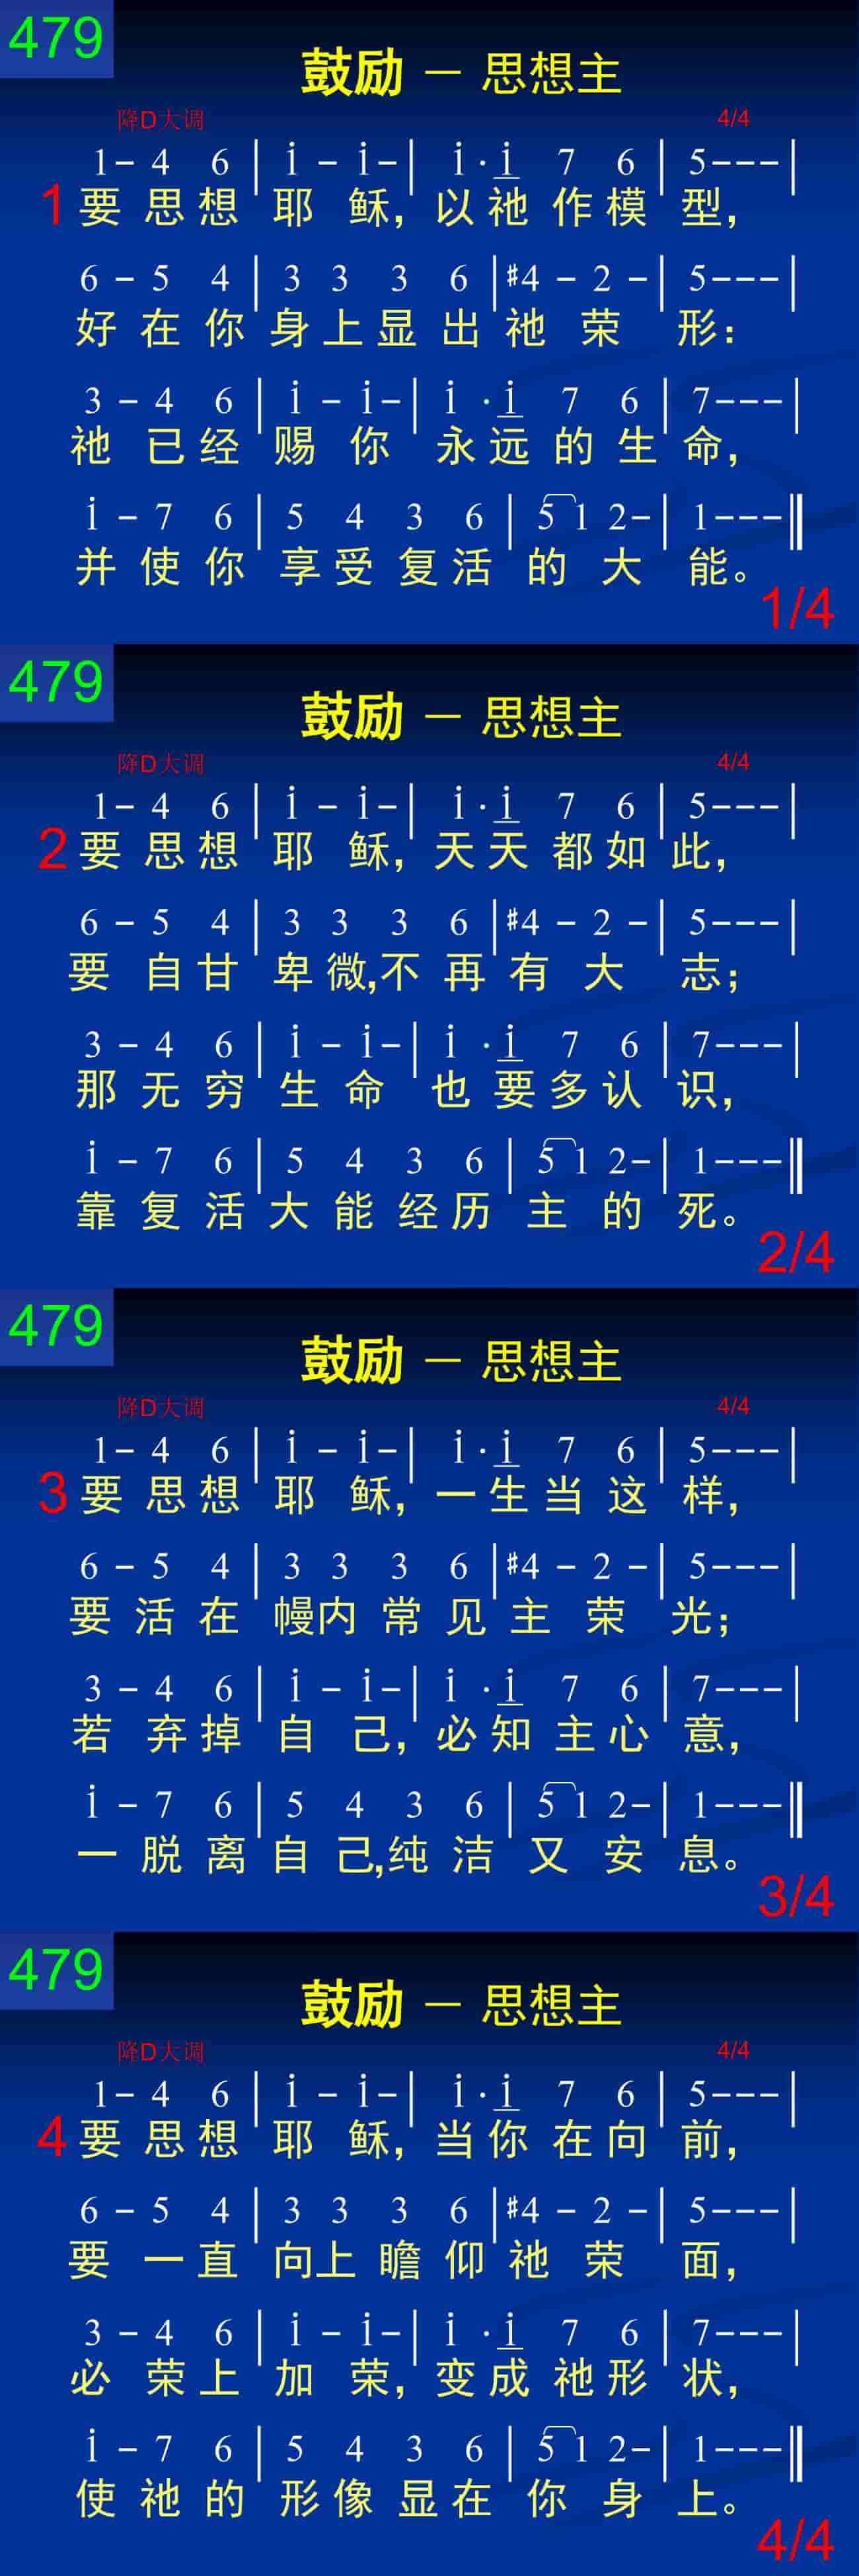 479
鼓励 — 思想主
降D大调 4/4
1- 4 6 | i̇ - i̇- | i̇·i̇ 7 6 | 5--- |
1 要思想耶稣，以祂作模型，
6 - 5 4 | 3 3 3 6 | #4 - 2 - | 5--- |
好在你身上显出祂荣形：
3 - 4 6 | i̇ - i̇- | i̇ ·i̇ 7 6 | 7--- |
祂已经赐你永远的生命，
i̇ - 7 6 | 5 4 3 6 | 5 1 2- | 1--- ||
并使你享受复活的大能。
1/4
479
鼓励 — 思想主
降D大调 4/4
1- 4 6 | i̇ - i̇- | i̇·i̇ 7 6 | 5--- |
2 要思想耶稣，天天都如此，
6 - 5 4 | 3 3 3 6 | #4 - 2 - | 5--- |
要自甘卑微,不再有大志；
3 - 4 6 | i̇ - i̇- | i̇ ·i̇ 7 6 | 7--- |
那无穷生命也要多认识，
i̇ - 7 6 | 5 4 3 6 | 5 1 2- | 1--- ||
靠复活大能经历主的死。
2/4
479
鼓励 — 思想主
降D大调 4/4
1- 4 6 | i̇ - i̇- | i̇·i̇ 7 6 | 5--- |
3 要思想耶稣，一生当这样，
6 - 5 4 | 3 3 3 6 | #4 - 2 - | 5--- |
要活在幔内常见主荣光；
3 - 4 6 | i̇ - i̇- | i̇ ·i̇ 7 6 | 7--- |
若弃掉自己，必知主心意，
i̇ - 7 6 | 5 4 3 6 | 5 1 2- | 1--- ||
一脱离自己,纯洁又安息。
3/4
479
鼓励 — 思想主
降D大调 4/4
1- 4 6 | i̇ - i̇- | i̇·i̇ 7 6 | 5--- |
4 要思想耶稣，当你在向前，
6 - 5 4 | 3 3 3 6 | #4 - 2 - | 5--- |
要一直向上瞻仰祂荣面，
3 - 4 6 | i̇ - i̇- | i̇ ·i̇ 7 6 | 7--- |
必荣上加荣，变成祂形状，
i̇ - 7 6 | 5 4 3 6 | 5 1 2- | 1--- ||
使祂的形像显在你身上。
4/4